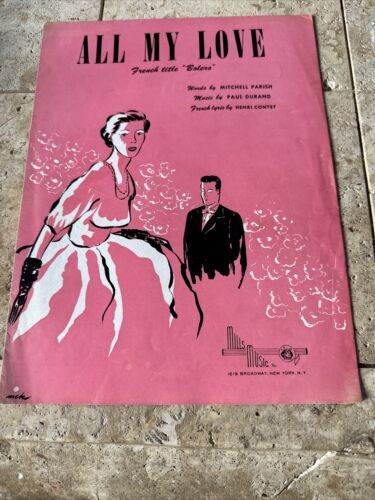 ALL MY LOVE
French title "Bolero"
Words by MITCHELL PARISH
Music by PAUL DURAND
French lyric by HENRI CONTET
Mills
Music Inc.
1619 BROADWAY, NEW YORK, N. Y.